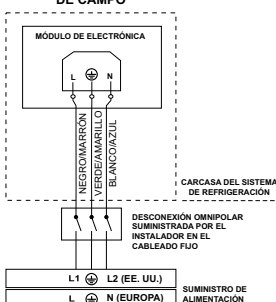 DE CAMPO
MÓDULO DE ELECTRÓNICA
L N
NEGRO/MARRÓN
VERDE/AMARILLO
BLANCO/AZUL
CARCASA DEL SISTEMA
DE REFRIGERACIÓN
DESCONEXIÓN OMNIPOLAR
SUMINISTRADA POR EL
INSTALADOR EN EL
CABLEADO FIJO
L1 L2 (EE. UU.)
L N (EUROPA)
SUMINISTRO DE
ALIMENTACIÓN